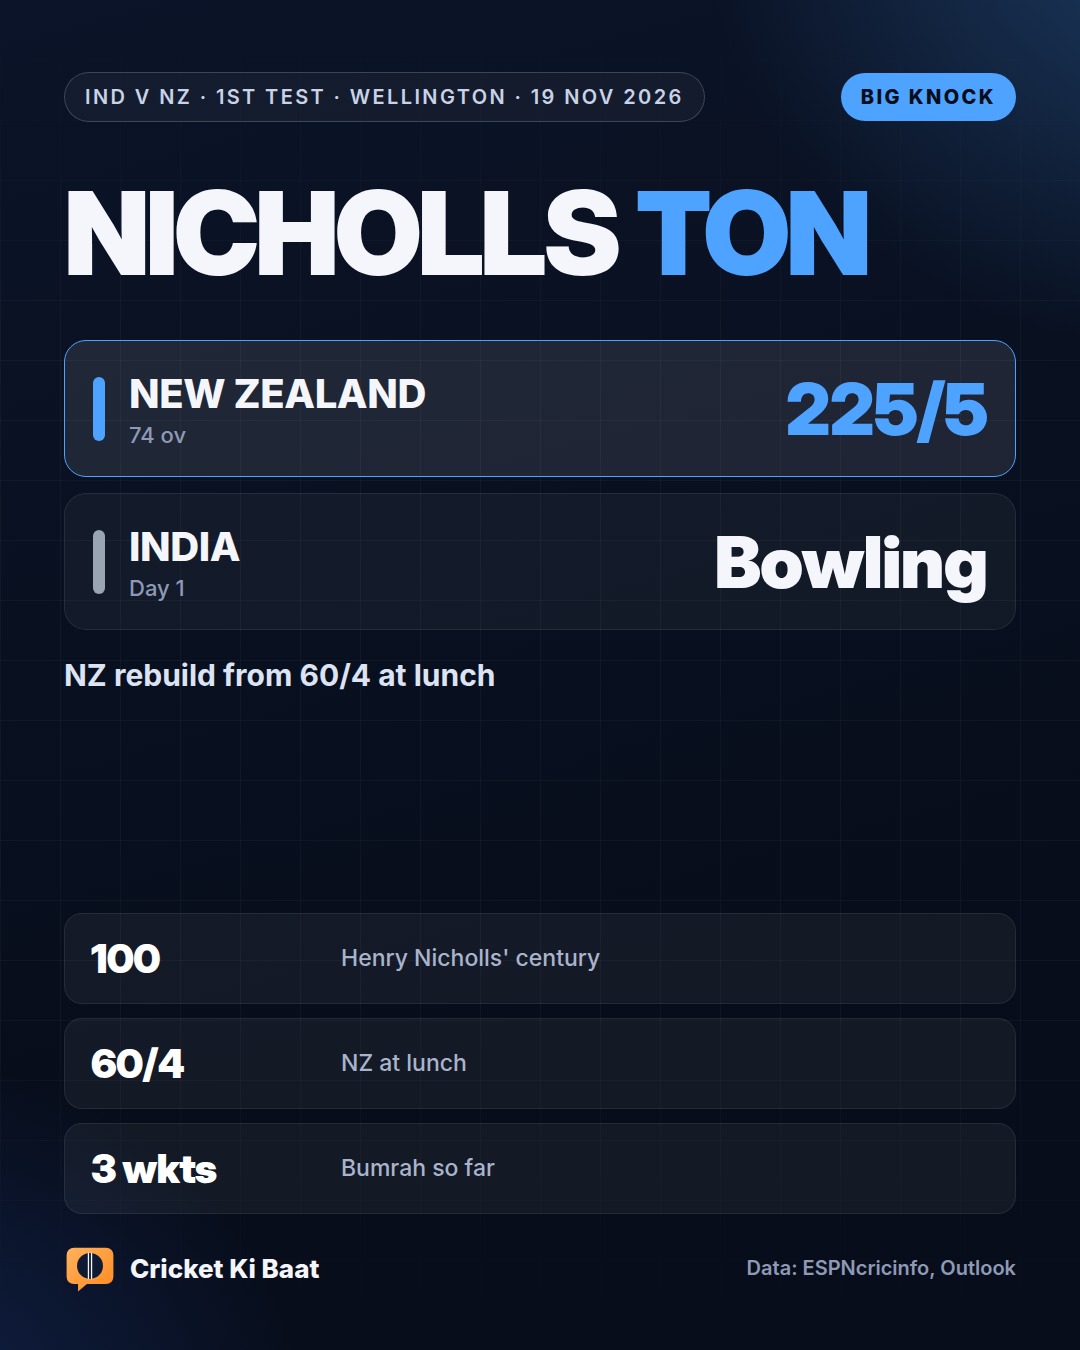 IND V NZ · 1ST TEST · WELLINGTON · 19 NOV 2026
BIG KNOCK
NICHOLLS TON
NEW ZEALAND
74 ov
225/5
INDIA
Day 1
Bowling
NZ rebuild from 60/4 at lunch
100
Henry Nicholls' century
60/4
NZ at lunch
3 wkts
Bumrah so far
Cricket Ki Baat
Data: ESPNcricinfo, Outlook